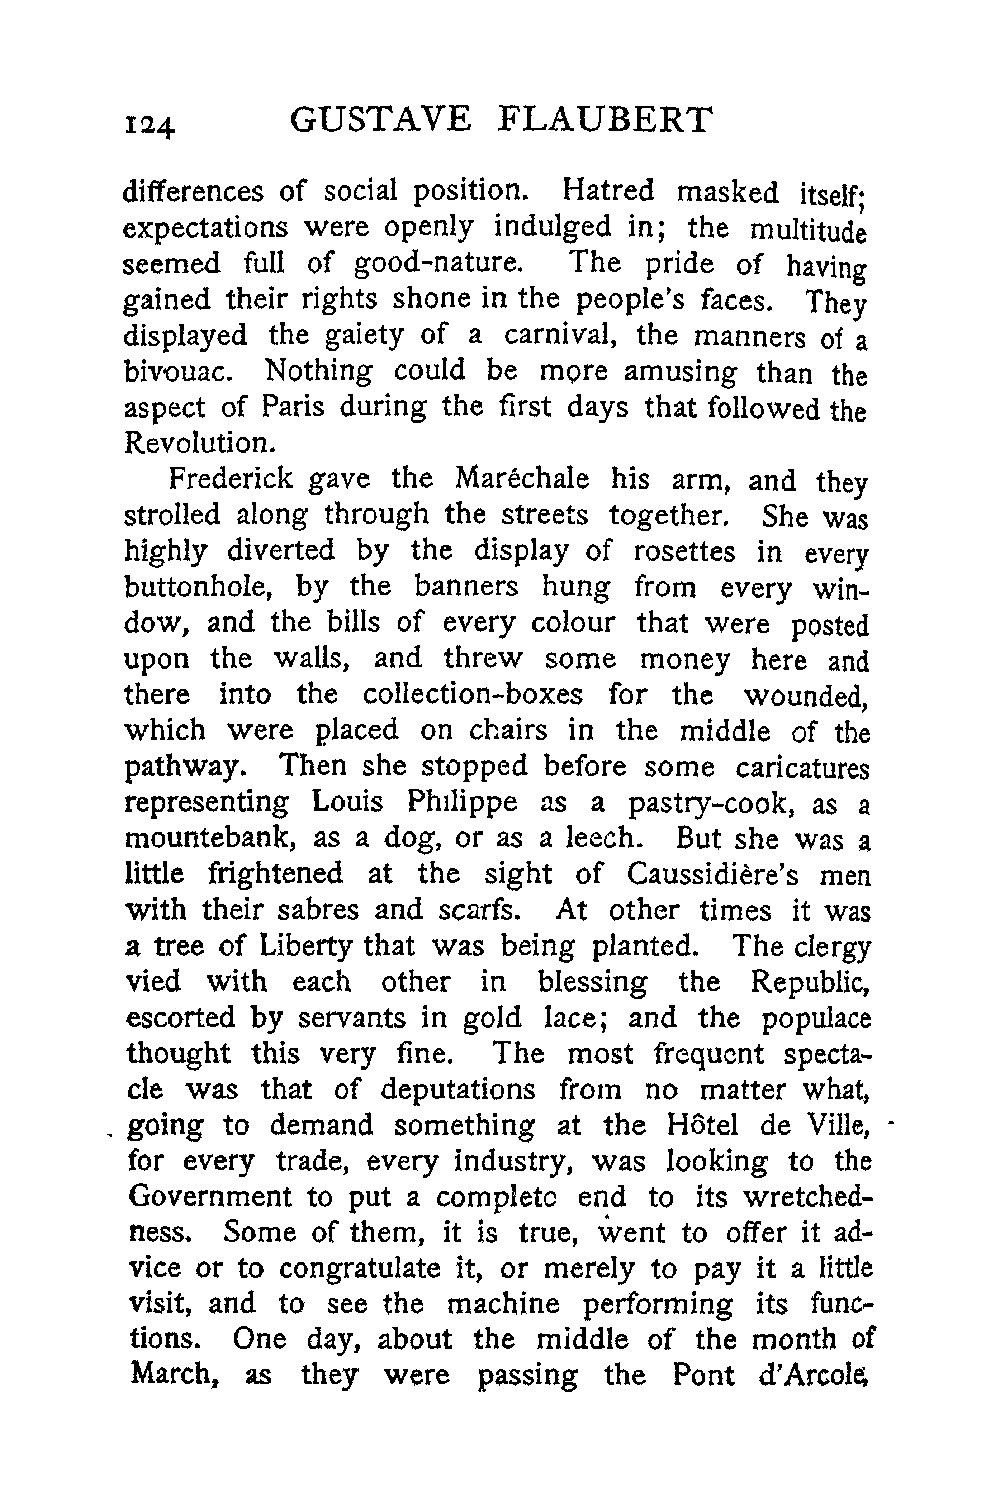 124 GUSTAVE FLAUBERT
differences of social position. Hatred masked itself;
expectations were openly indulged in; the multitude
seemed full of good-nature. The pride of having
gained their rights shone in the people's faces. They
displayed the gaiety of a carnival, the manners of a
bivouac. Nothing could be more amusing than the
aspect of Paris during the first days that followed the
Revolution.
Frederick gave the Maréchale his arm, and they
strolled along through the streets together. She was
highly diverted by the display of rosettes in every
buttonhole, by the banners hung from every win-
dow, and the bills of every colour that were posted
upon the walls, and threw some money here and
there into the collection-boxes for the wounded,
which were placed on chairs in the middle of the
pathway. Then she stopped before some caricatures
representing Louis Philippe as a pastry-cook, as a
mountebank, as a dog, or as a leech. But she was a
little frightened at the sight of Caussidière's men
with their sabres and scarfs. At other times it was
a tree of Liberty that was being planted. The clergy
vied with each other in blessing the Republic,
escorted by servants in gold lace; and the populace
thought this very fine. The most frequent specta-
cle was that of deputations from no matter what,
going to demand something at the Hôtel de Ville,
for every trade, every industry, was looking to the
Government to put a complete end to its wretched-
ness. Some of them, it is true, went to offer it ad-
vice or to congratulate it, or merely to pay it a little
visit, and to see the machine performing its func-
tions. One day, about the middle of the month of
March, as they were passing the Pont d'Arcole,